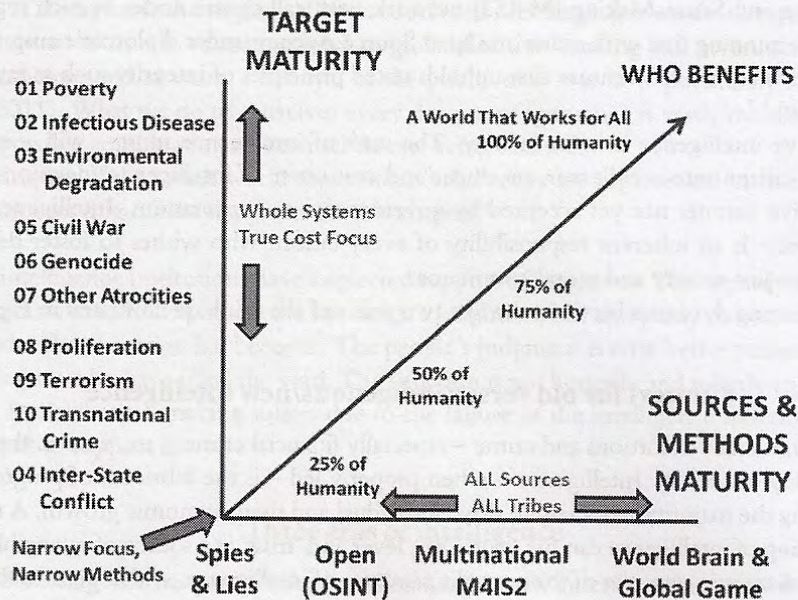 TARGET
MATURITY
WHO BENEFITS
01 Poverty
02 Infectious Disease
03 Environmental
Degradation
05 Civil War
06 Genocide
07 Other Atrocities
08 Proliferation
09 Terrorism
10 Transnational
Crime
04 Inter-State
Conflict
Narrow Focus,
Narrow Methods
Whole Systems
True Cost Focus
A World That Works for All
100% of Humanity
75% of
Humanity
50% of
Humanity
25% of
Humanity
SOURCES &
METHODS
MATURITY
ALL Sources
ALL Tribes
Spies
& Lies
Open
(OSINT)
Multinational
M4IS2
World Brain &
Global Game